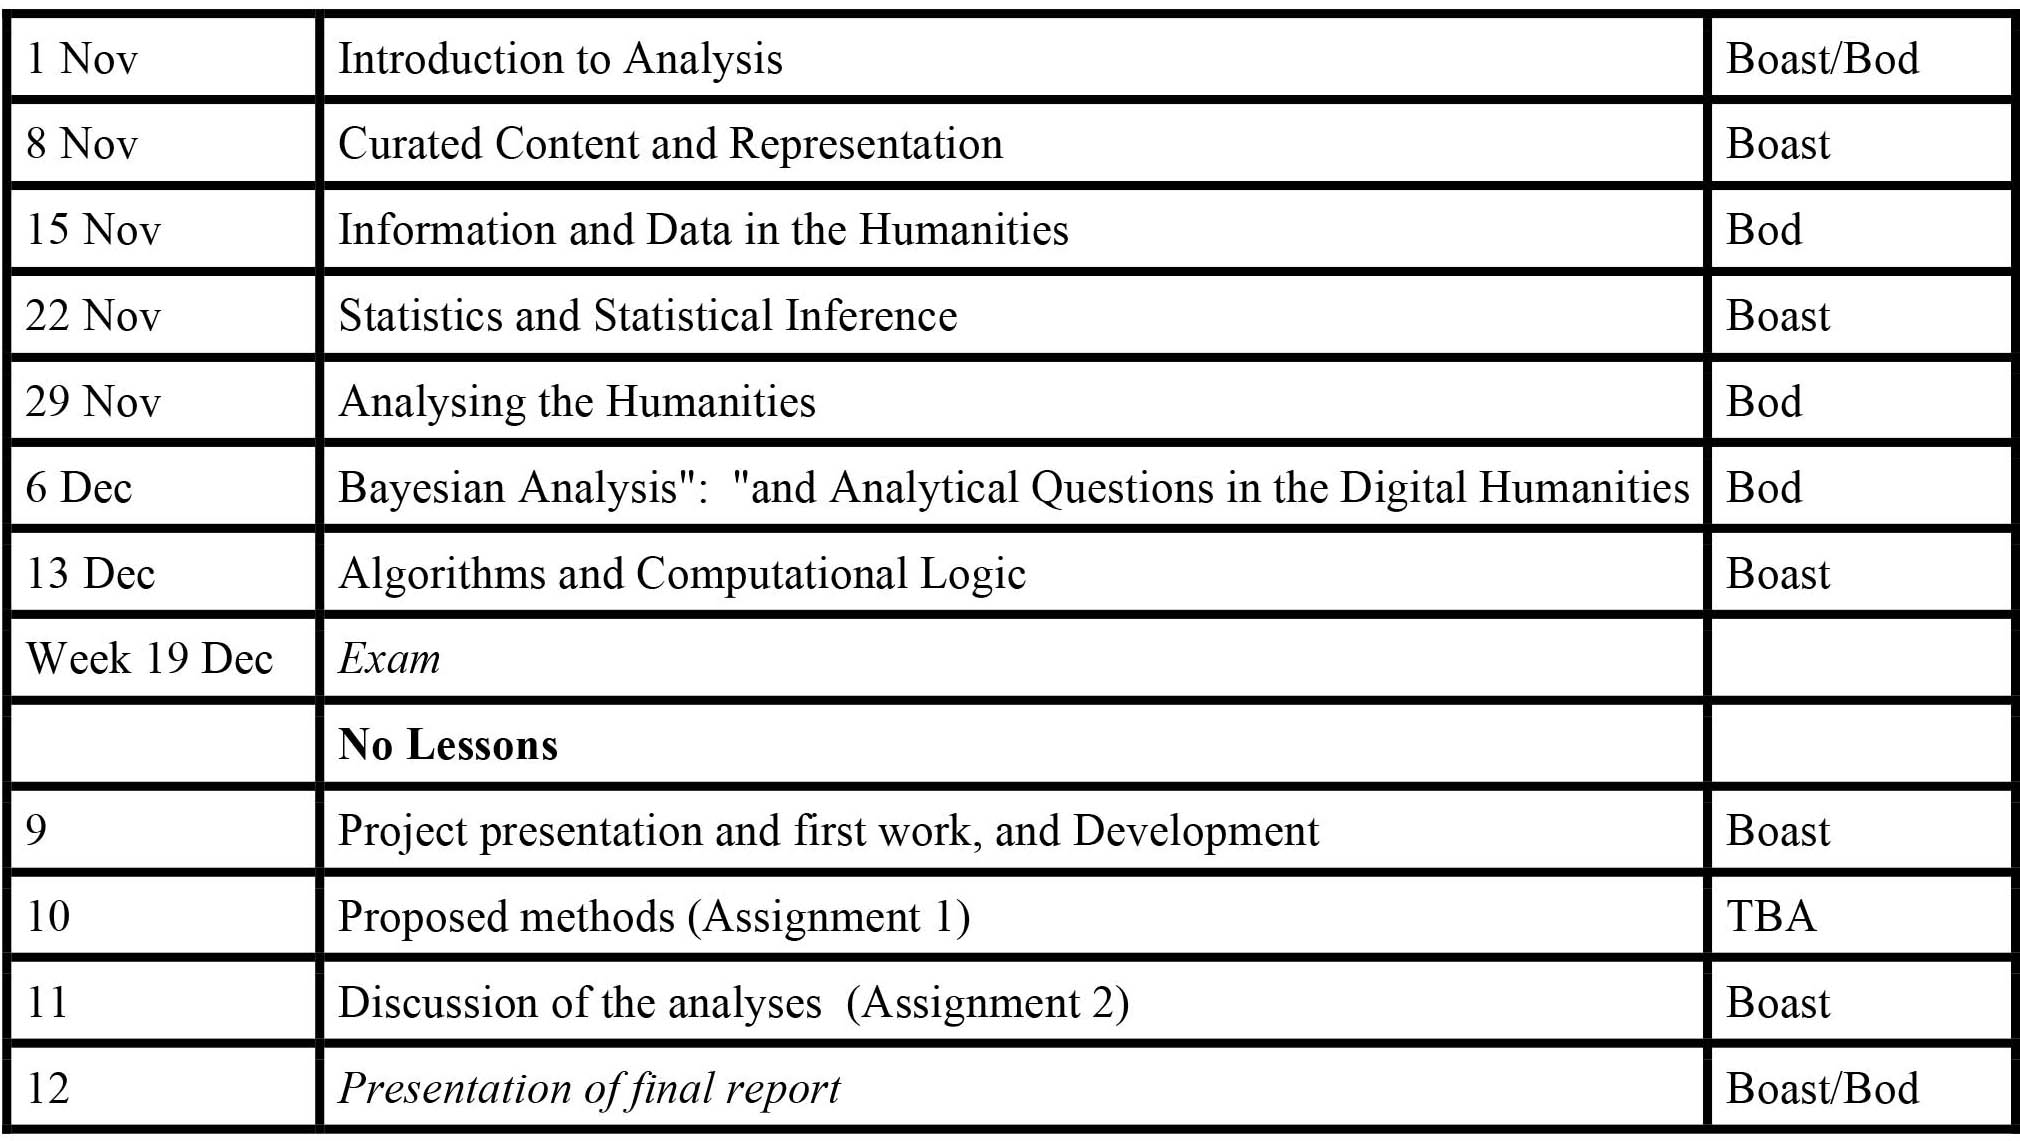 1 Nov Introduction to Analysis Boast/Bod
8 Nov Curated Content and Representation Boast
15 Nov Information and Data in the Humanities Bod
22 Nov Statistics and Statistical Inference Boast
29 Nov Analysing the Humanities Bod
6 Dec Bayesian Analysis":  "and Analytical Questions in the Digital Humanities Bod
13 Dec Algorithms and Computational Logic Boast
Week 19 Dec Exam
No Lessons
9 Project presentation and first work, and Development Boast
10 Proposed methods (Assignment 1) TBA
11 Discussion of the analyses  (Assignment 2) Boast
12 Presentation of final report Boast/Bod